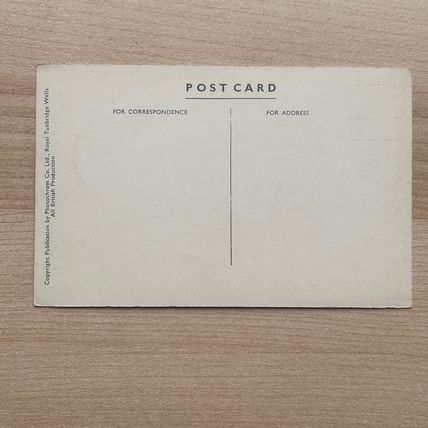 POST CARD
FOR CORRESPONDENCE
FOR ADDRESS
Copyright Publication by Photochrom Co. Ltd., Royal Tunbridge Wells
All British Production